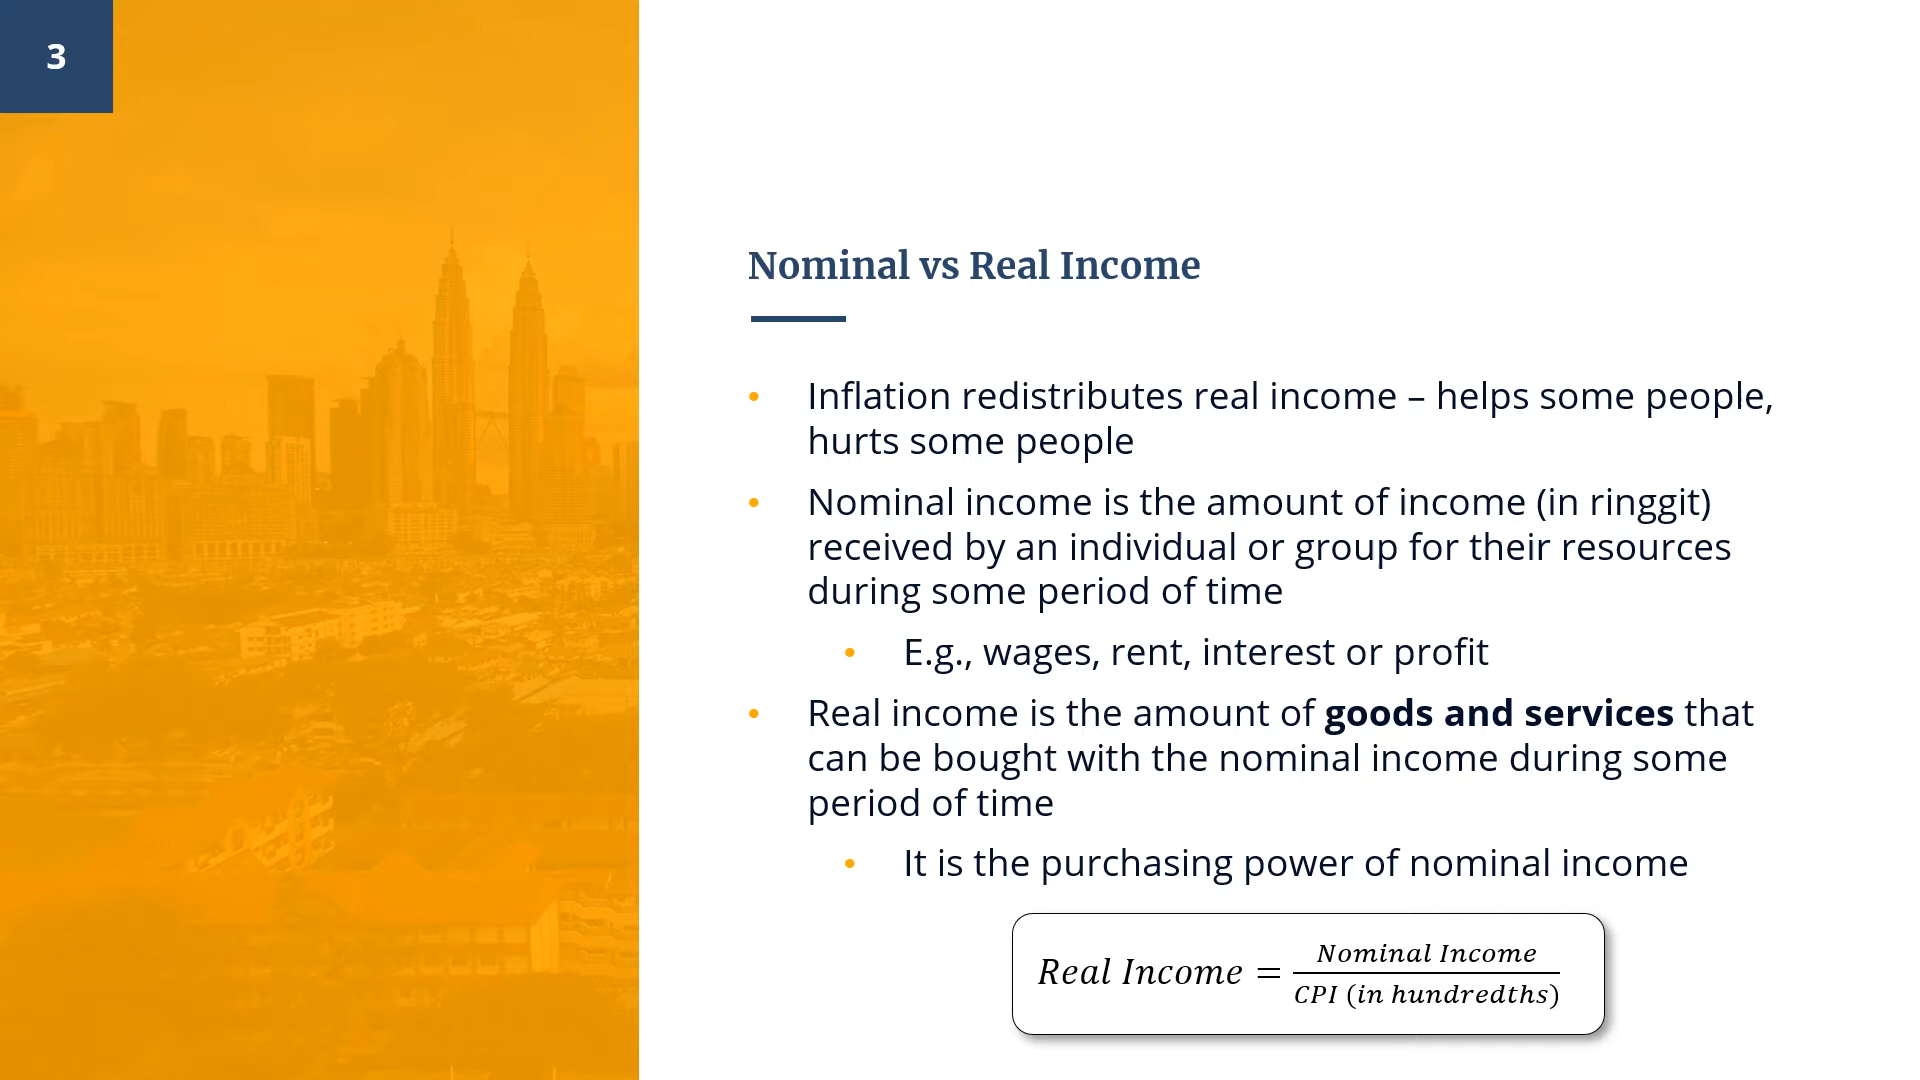 3
Nominal vs Real Income
• Inflation redistributes real income – helps some people,
hurts some people
• Nominal income is the amount of income (in ringgit)
received by an individual or group for their resources
during some period of time
• E.g., wages, rent, interest or profit
• Real income is the amount of goods and services that
can be bought with the nominal income during some
period of time
• It is the purchasing power of nominal income
Real Income = Nominal Income / CPI (in hundredths)